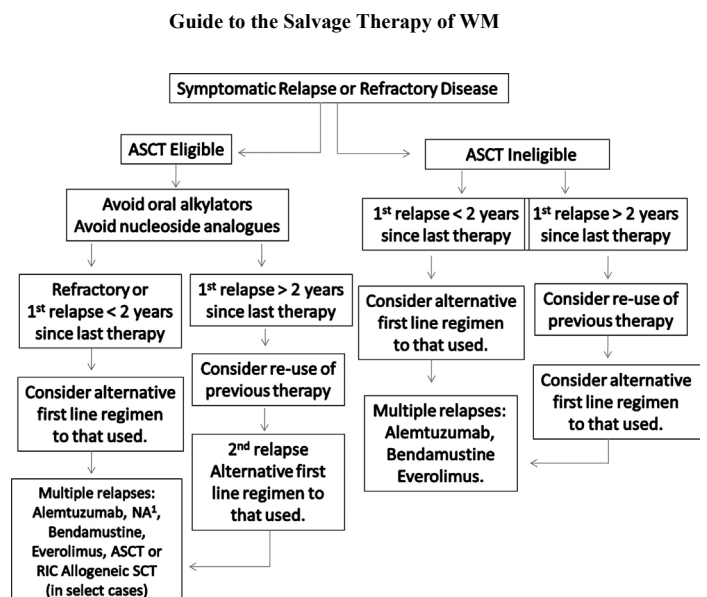 Guide to the Salvage Therapy of WM
Symptomatic Relapse or Refractory Disease
ASCT Eligible
Avoid oral alkylators
Avoid nucleoside analogues
Refractory or
1st relapse < 2 years
since last therapy
Consider alternative
first line regimen
to that used.
Multiple relapses:
Alemtuzumab, NA¹,
Bendamustine,
Everolimus, ASCT or
RIC Allogeneic SCT
(in select cases)
1st relapse > 2 years
since last therapy
Consider re-use of
previous therapy
2nd relapse
Alternative first
line regimen to
that used.
ASCT Ineligible
1st relapse < 2 years
since last therapy
Consider alternative
first line regimen
to that used.
Multiple relapses:
Alemtuzumab,
Bendamustine
Everolimus.
1st relapse > 2 years
since last therapy
Consider re-use of
previous therapy
Consider alternative
first line regimen
to that used.